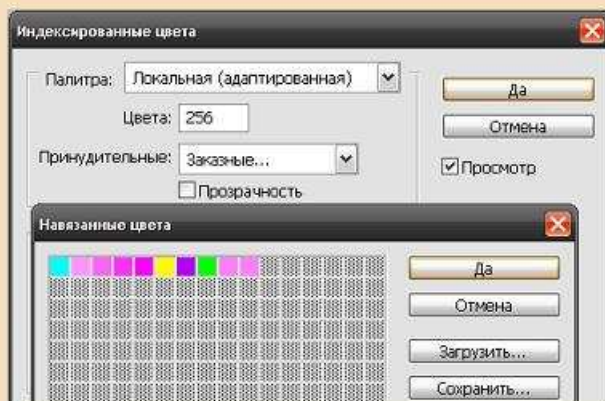 Индексированные цвета
Палитра: Локальная (адаптированная)
Да
Цвета: 256
Отмена
Принудительные: Заказные...
Просмотр
Прозрачность
Навязанные цвета
Да
Отмена
Загрузить...
Сохранить...